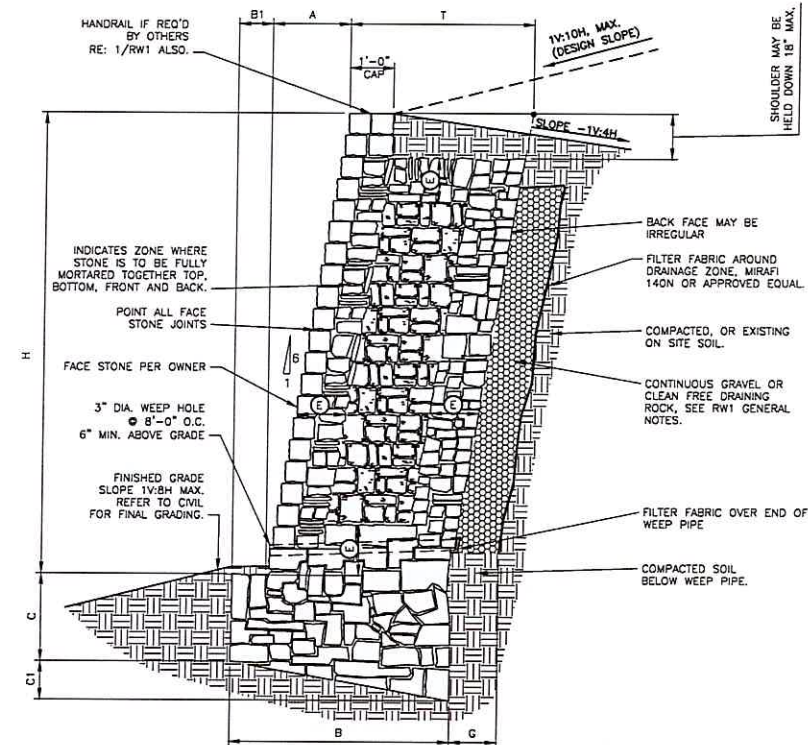 B1
A
T
HANDRAIL IF REQ'D
BY OTHERS
RE: 1/RW1 ALSO.
1'-0"
CAP
1V:10H, MAX.
(DESIGN SLOPE)
SHOULDER MAY BE
HELD DOWN 18" MAX.
SLOPE -1V:4H
E
BACK FACE MAY BE
IRREGULAR
INDICATES ZONE WHERE
STONE IS TO BE FULLY
MORTARED TOGETHER TOP,
BOTTOM, FRONT AND BACK.
FILTER FABRIC AROUND
DRAINAGE ZONE, MIRAFI
140N OR APPROVED EQUAL.
POINT ALL FACE
STONE JOINTS
COMPACTED, OR EXISTING
ON SITE SOIL.
H
6
1
FACE STONE PER OWNER
CONTINUOUS GRAVEL OR
CLEAN FREE DRAINING
ROCK, SEE RW1 GENERAL
NOTES.
E
E
3" DIA. WEEP HOLE
@ 8'-0" O.C.
6" MIN. ABOVE GRADE
FINISHED GRADE
SLOPE 1V:8H MAX.
REFER TO CIVIL
FOR FINAL GRADING.
FILTER FABRIC OVER END OF
WEEP PIPE
E
COMPACTED SOIL
BELOW WEEP PIPE.
C
C1
B
G